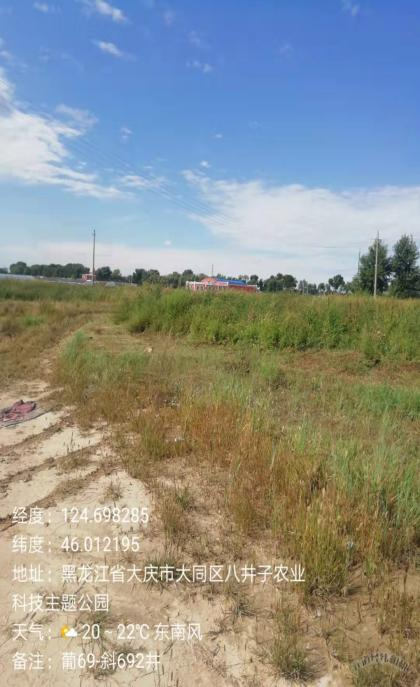 经度：124.698285
纬度：46.012195
地址：黑龙江省大庆市大同区八井子农业
科技主题公园
天气：⛅20～22℃ 东南风
备注：葡69-斜692井